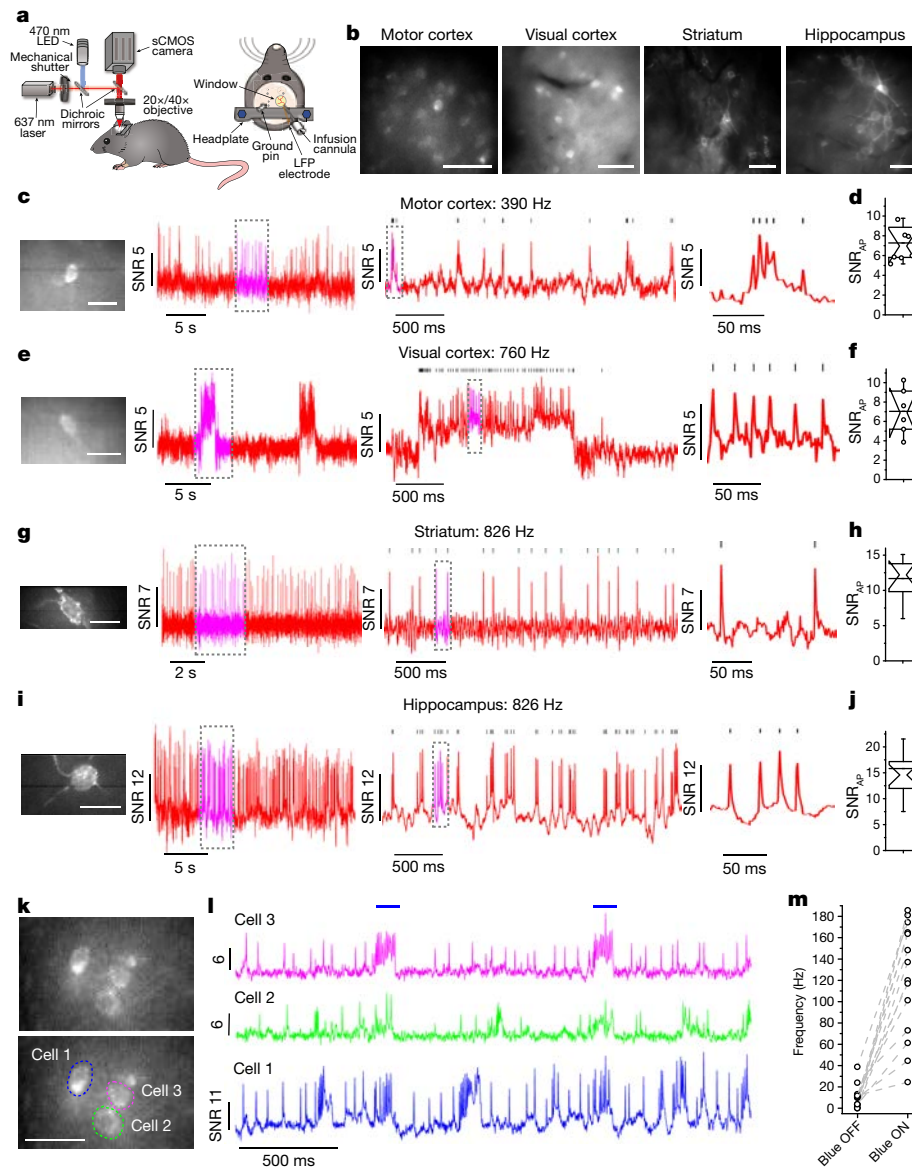 a
470 nm
LED
sCMOS
camera
Mechanical
shutter
637 nm
laser
Dichroic
mirrors
20×/40×
objective
Window
Headplate
Ground
pin
LFP
electrode
Infusion
cannula
b
Motor cortex
Visual cortex
Striatum
Hippocampus
c
Motor cortex: 390 Hz
SNR 5
5 s
SNR 5
500 ms
SNR 5
50 ms
d
SNRAP
10
8
6
4
2
0
e
Visual cortex: 760 Hz
SNR 5
5 s
SNR 5
500 ms
SNR 5
50 ms
f
SNRAP
10
8
6
4
2
0
g
Striatum: 826 Hz
SNR 7
2 s
SNR 7
500 ms
SNR 7
50 ms
h
SNRAP
15
10
5
0
i
Hippocampus: 826 Hz
SNR 12
5 s
SNR 12
500 ms
SNR 12
50 ms
j
SNRAP
20
15
10
5
0
k
Cell 1
Cell 3
Cell 2
l
Cell 3
6
Cell 2
6
Cell 1
SNR 11
500 ms
m
Frequency (Hz)
180
160
140
120
100
80
60
40
20
0
Blue OFF
Blue ON